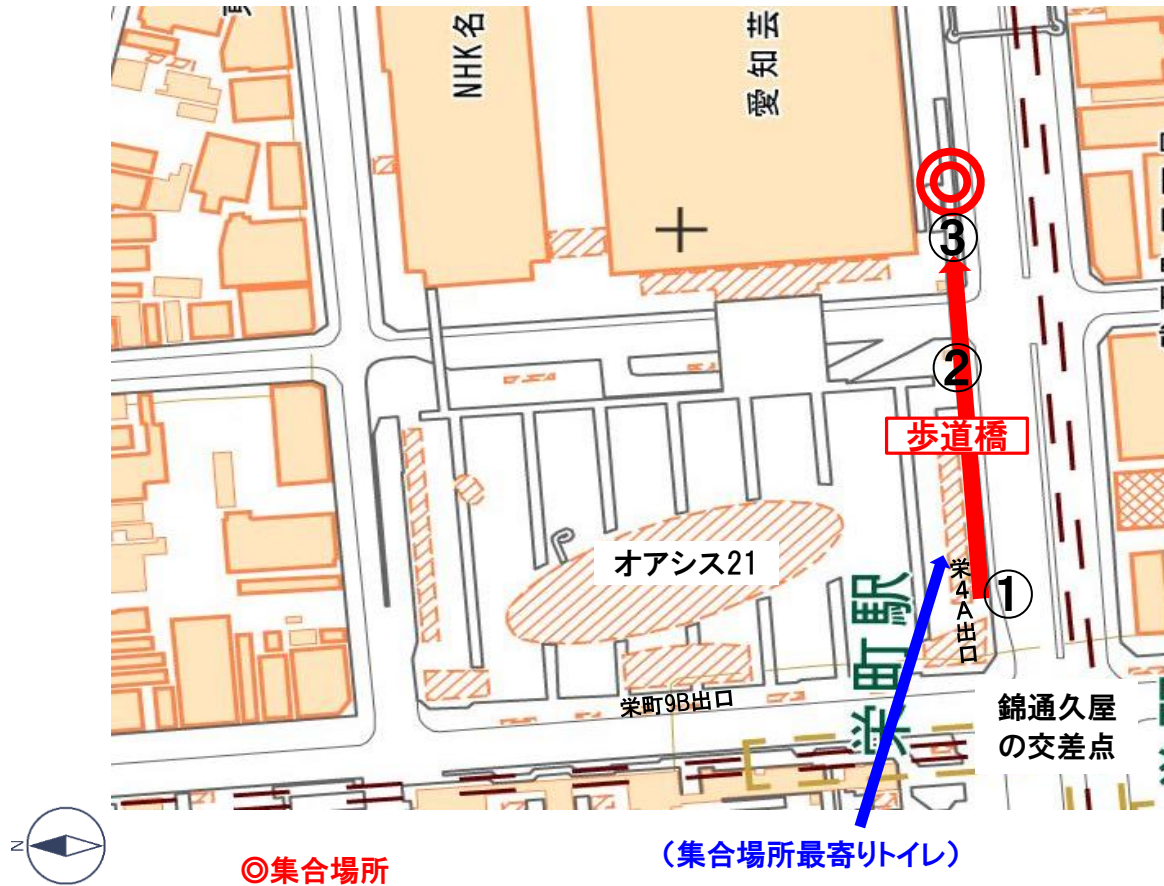 NHK名
愛知芸
③
②
歩道橋
オアシス21
栄4A出口
①
栄町駅
栄町9B出口
錦通久屋
の交差点
N
◎集合場所
（集合場所最寄りトイレ）